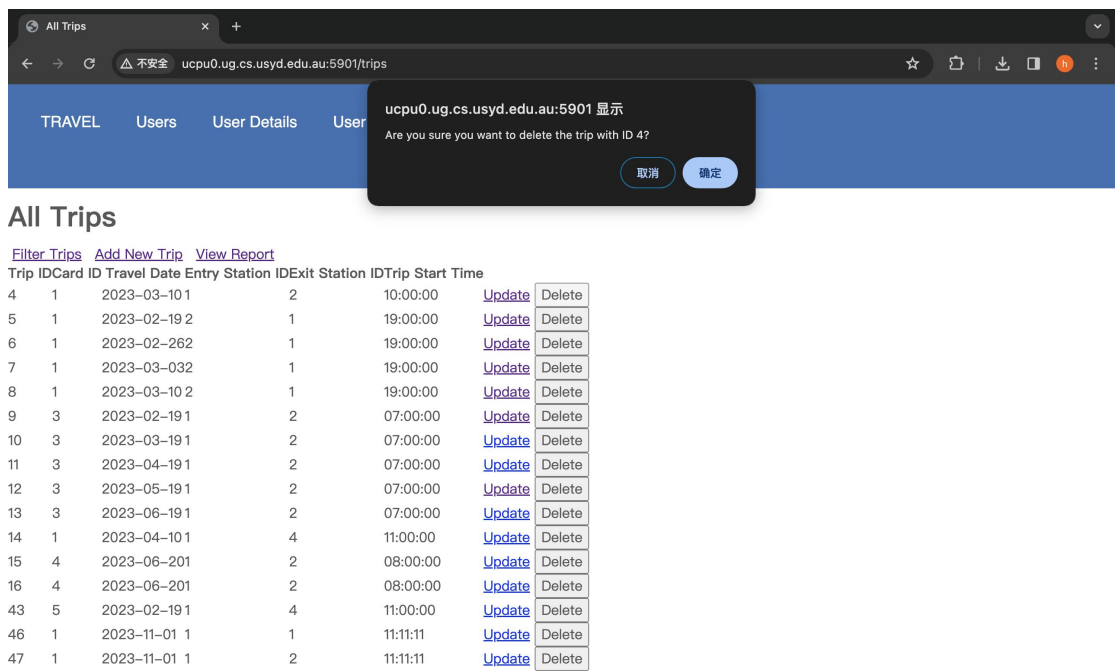 All Trips
不安全 ucpu0.ug.cs.usyd.edu.au:5901/trips
h
ucpu0.ug.cs.usyd.edu.au:5901 显示
Are you sure you want to delete the trip with ID 4?
取消 确定
TRAVEL Users User Details User
All Trips
Filter Trips Add New Trip View Report
Trip IDCard ID Travel Date Entry Station IDExit Station IDTrip Start Time
4 1 2023-03-10 1 2 10:00:00 Update Delete
5 1 2023-02-19 2 1 19:00:00 Update Delete
6 1 2023-02-26 2 1 19:00:00 Update Delete
7 1 2023-03-03 2 1 19:00:00 Update Delete
8 1 2023-03-10 2 1 19:00:00 Update Delete
9 3 2023-02-19 1 2 07:00:00 Update Delete
10 3 2023-03-19 1 2 07:00:00 Update Delete
11 3 2023-04-19 1 2 07:00:00 Update Delete
12 3 2023-05-19 1 2 07:00:00 Update Delete
13 3 2023-06-19 1 2 07:00:00 Update Delete
14 1 2023-04-10 1 4 11:00:00 Update Delete
15 4 2023-06-20 1 2 08:00:00 Update Delete
16 4 2023-06-20 1 2 08:00:00 Update Delete
43 5 2023-02-19 1 4 11:00:00 Update Delete
46 1 2023-11-01 1 1 11:11:11 Update Delete
47 1 2023-11-01 1 2 11:11:11 Update Delete